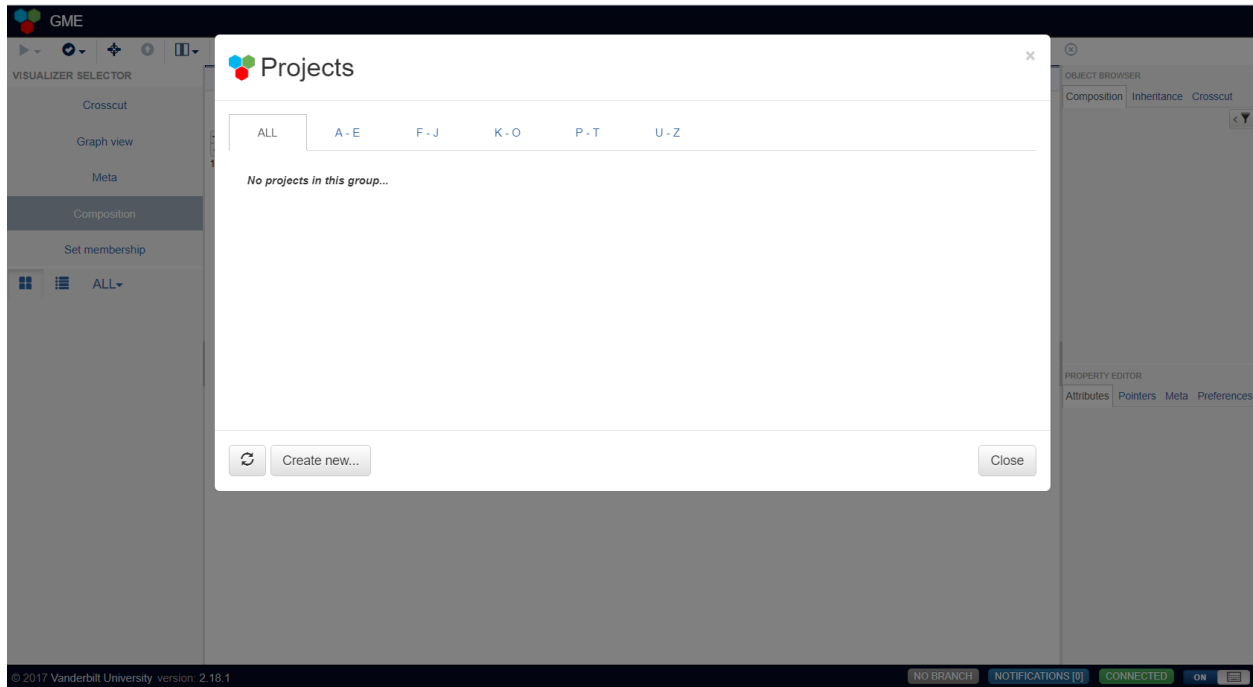 GME
VISUALIZER SELECTOR
Crosscut
Graph view
Meta
Composition
Set membership
ALL
Projects
×
ALL A - E F - J K - O P - T U - Z
No projects in this group...
Create new...
Close
OBJECT BROWSER
Composition Inheritance Crosscut
PROPERTY EDITOR
Attributes Pointers Meta Preferences
© 2017 Vanderbilt University version: 2.18.1
NO BRANCH NOTIFICATIONS [0] CONNECTED ON